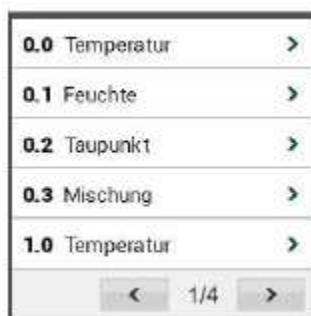 0.0 Temperatur >
0.1 Feuchte >
0.2 Taupunkt >
0.3 Mischung >
1.0 Temperatur >
< 1/4 >